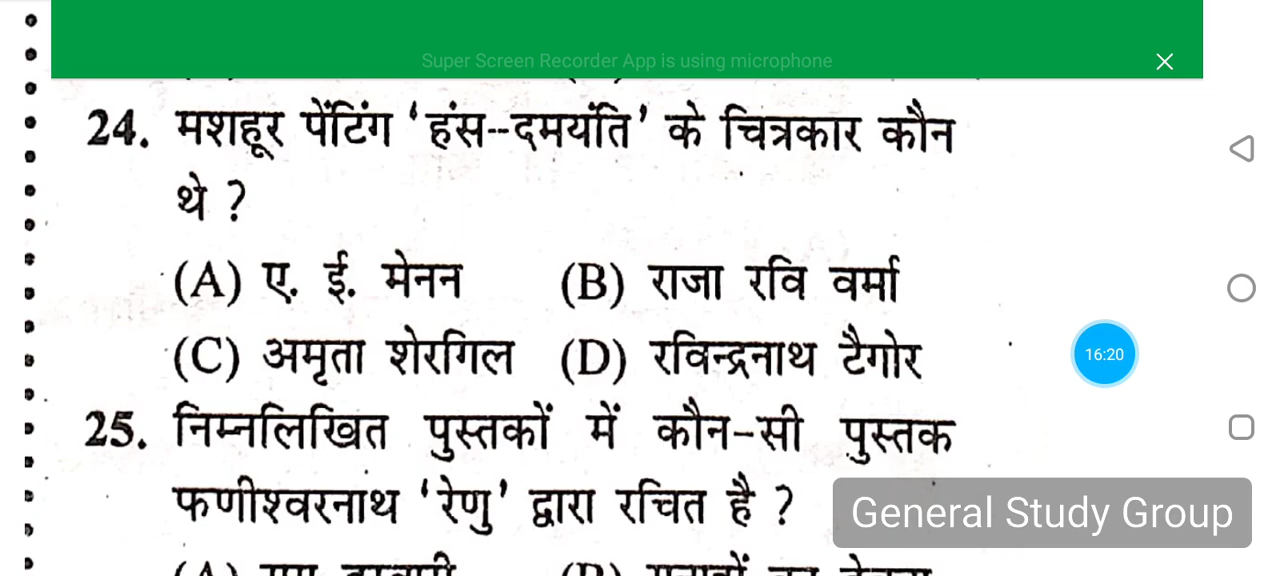 Super Screen Recorder App is using microphone
24. मशहूर पेंटिंग ‘हंस--दमयंति’ के चित्रकार कौन
थे ?
(A) ए. ई. मेनन (B) राजा रवि वर्मा
(C) अमृता शेरगिल (D) रविन्द्रनाथ टैगोर
16:20
25. निम्नलिखित पुस्तकों में कौन-सी पुस्तक
फणीश्वरनाथ ‘रेणु’ द्वारा रचित है ?
General Study Group